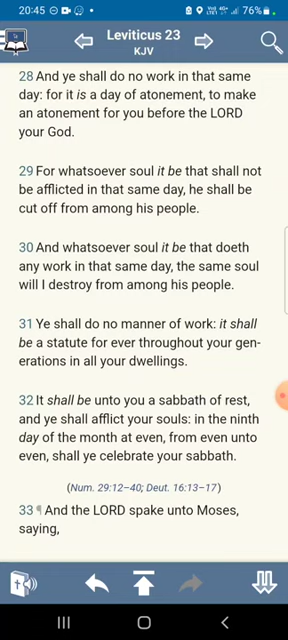 20:45
76%
Leviticus 23
KJV
28 And ye shall do no work in that same
day: for it is a day of atonement, to make
an atonement for you before the LORD
your God.
29 For whatsoever soul it be that shall not
be afflicted in that same day, he shall be
cut off from among his people.
30 And whatsoever soul it be that doeth
any work in that same day, the same soul
will I destroy from among his people.
31 Ye shall do no manner of work: it shall
be a statute for ever throughout your gen-
erations in all your dwellings.
32 It shall be unto you a sabbath of rest,
and ye shall afflict your souls: in the ninth
day of the month at even, from even unto
even, shall ye celebrate your sabbath.
(Num. 29:12–40; Deut. 16:13–17)
33 ¶ And the LORD spake unto Moses,
saying,